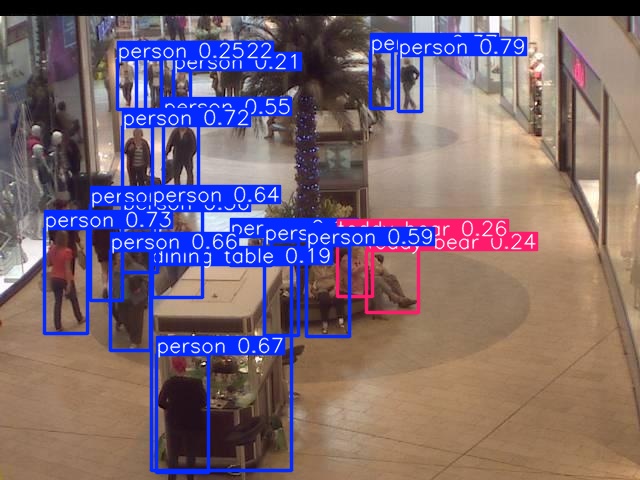 person 0.2522
person 0.21
person 0.79
person 0.55
person 0.72
person 0.64
person 0.73
person 0.66
person 0.59
teddy bear 0.26
teddy bear 0.24
dining table 0.19
person 0.67